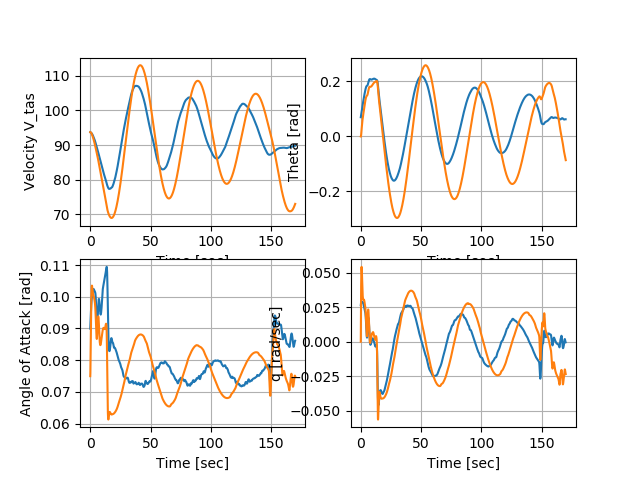 Velocity V_tas
110
100
90
80
70
0 50 100 150
Time [sec]
Theta [rad]
0.2
0.0
−0.2
0 50 100 150
Time [sec]
Angle of Attack [rad]
0.11
0.10
0.09
0.08
0.07
0.06
0 50 100 150
Time [sec]
q [rad/sec]
0.050
0.025
0.000
−0.025
−0.050
0 50 100 150
Time [sec]